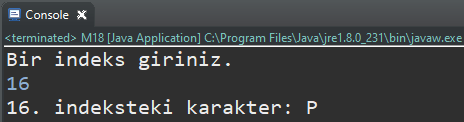 Console
<terminated> M18 [Java Application] C:\Program Files\Java\jre1.8.0_231\bin\javaw.exe
Bir indeks giriniz.
16
16. indeksteki karakter: P